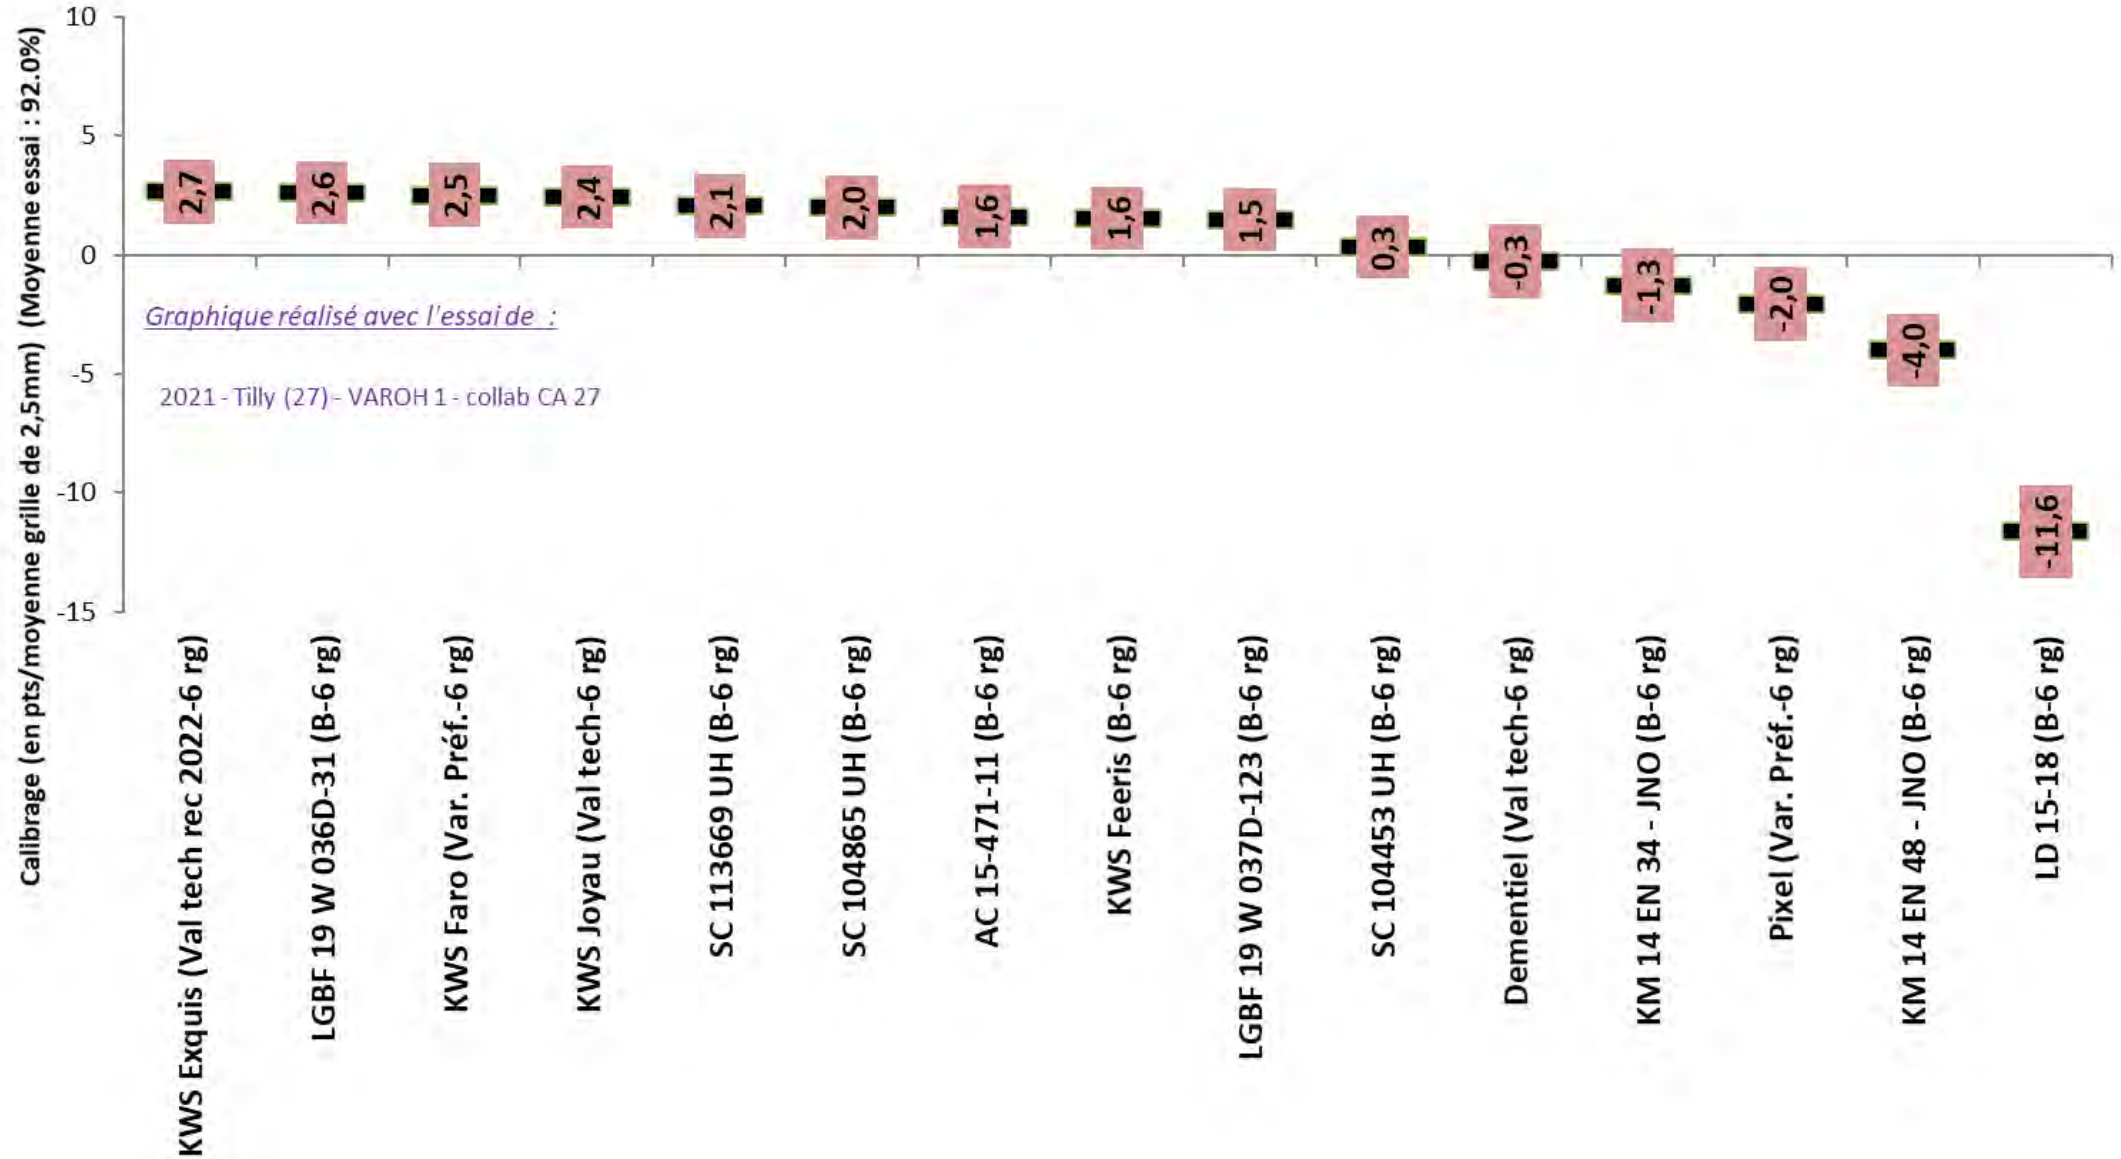 Calibrage (en pts/moyenne grille de 2,5mm) (Moyenne essai : 92.0%)
10
5
0
-5
-10
-15
2,7
2,6
2,5
2,4
2,1
2,0
1,6
1,6
1,5
0,3
-0,3
-1,3
-2,0
-4,0
-11,6
Graphique réalisé avec l'essai de :
2021 - Tilly (27) - VAROH 1 - collab CA 27
KWS Exquis (Val tech rec 2022-6 rg)
LGBF 19 W 036D-31 (B-6 rg)
KWS Faro (Var. Préf.-6 rg)
KWS Joyau (Val tech-6 rg)
SC 113669 UH (B-6 rg)
SC 104865 UH (B-6 rg)
AC 15-471-11 (B-6 rg)
KWS Feeris (B-6 rg)
LGBF 19 W 037D-123 (B-6 rg)
SC 104453 UH (B-6 rg)
Dementiel (Val tech-6 rg)
KM 14 EN 34 - JNO (B-6 rg)
Pixel (Var. Préf.-6 rg)
KM 14 EN 48 - JNO (B-6 rg)
LD 15-18 (B-6 rg)